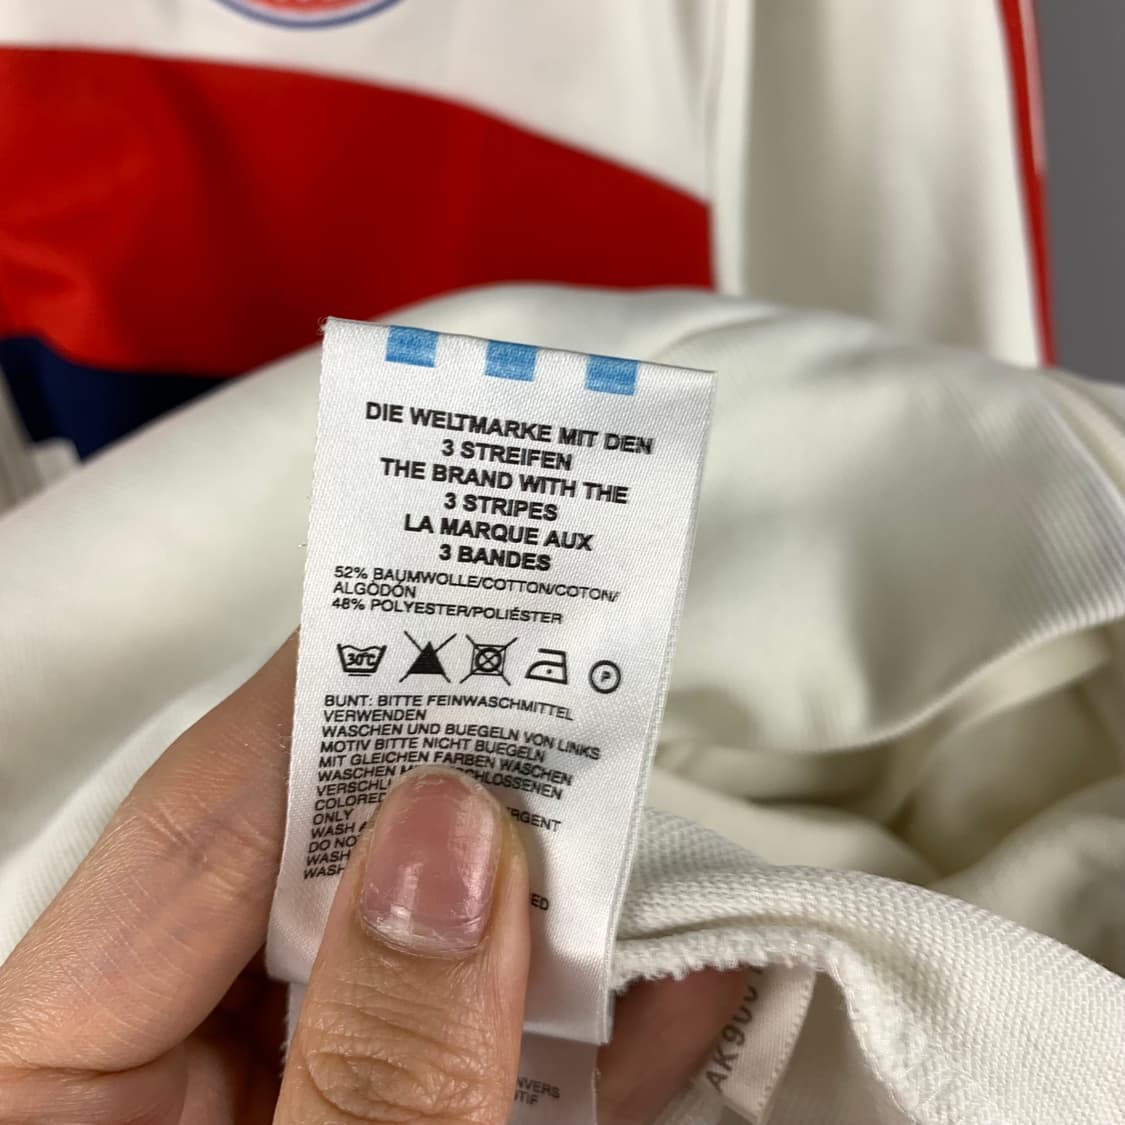 DIE WELTMARKE MIT DEN
3 STREIFEN
THE BRAND WITH THE
3 STRIPES
LA MARQUE AUX
3 BANDES
52% BAUMWOLLE/COTTON/COTON/
ALGODÓN
48% POLYESTER/POLIÉSTER
30°C
P
BUNT: BITTE FEINWASCHMITTEL
VERWENDEN
WASCHEN UND BUEGELN VON LINKS
MOTIV BITTE NICHT BUEGELN
MIT GLEICHEN FARBEN WASCHEN
WASCHEN
COLORED
ONLY
WASH
DO
WASH
WASH